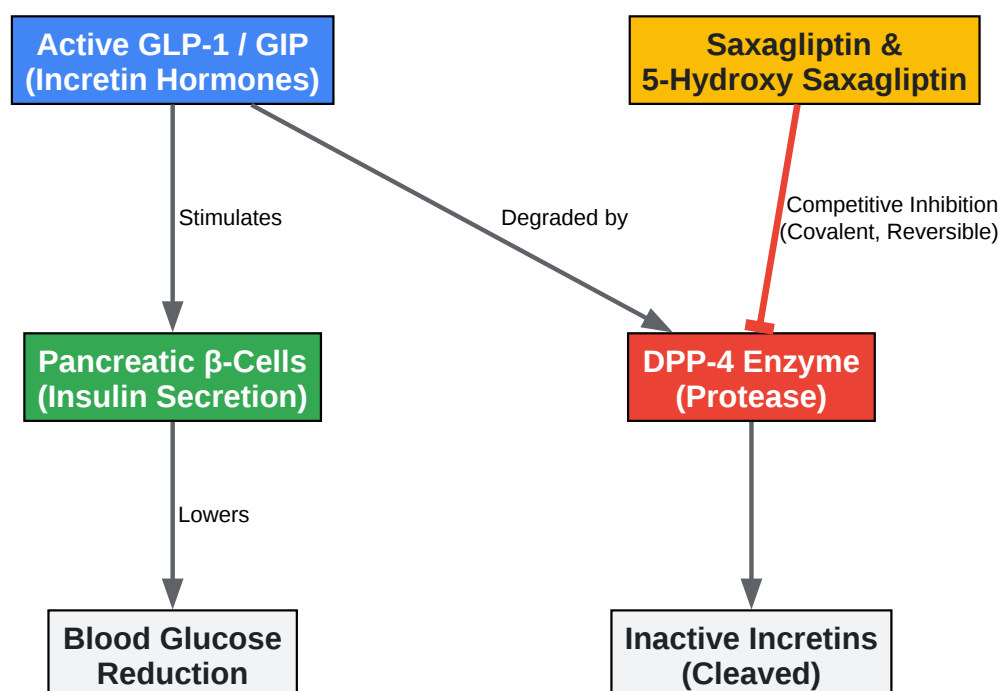 Active GLP-1 / GIP
(Incretin Hormones)
Saxagliptin &
5-Hydroxy Saxagliptin
Stimulates
Degraded by
Competitive Inhibition
(Covalent, Reversible)
Pancreatic β-Cells
(Insulin Secretion)
DPP-4 Enzyme
(Protease)
Lowers
Blood Glucose
Reduction
Inactive Incretins
(Cleaved)